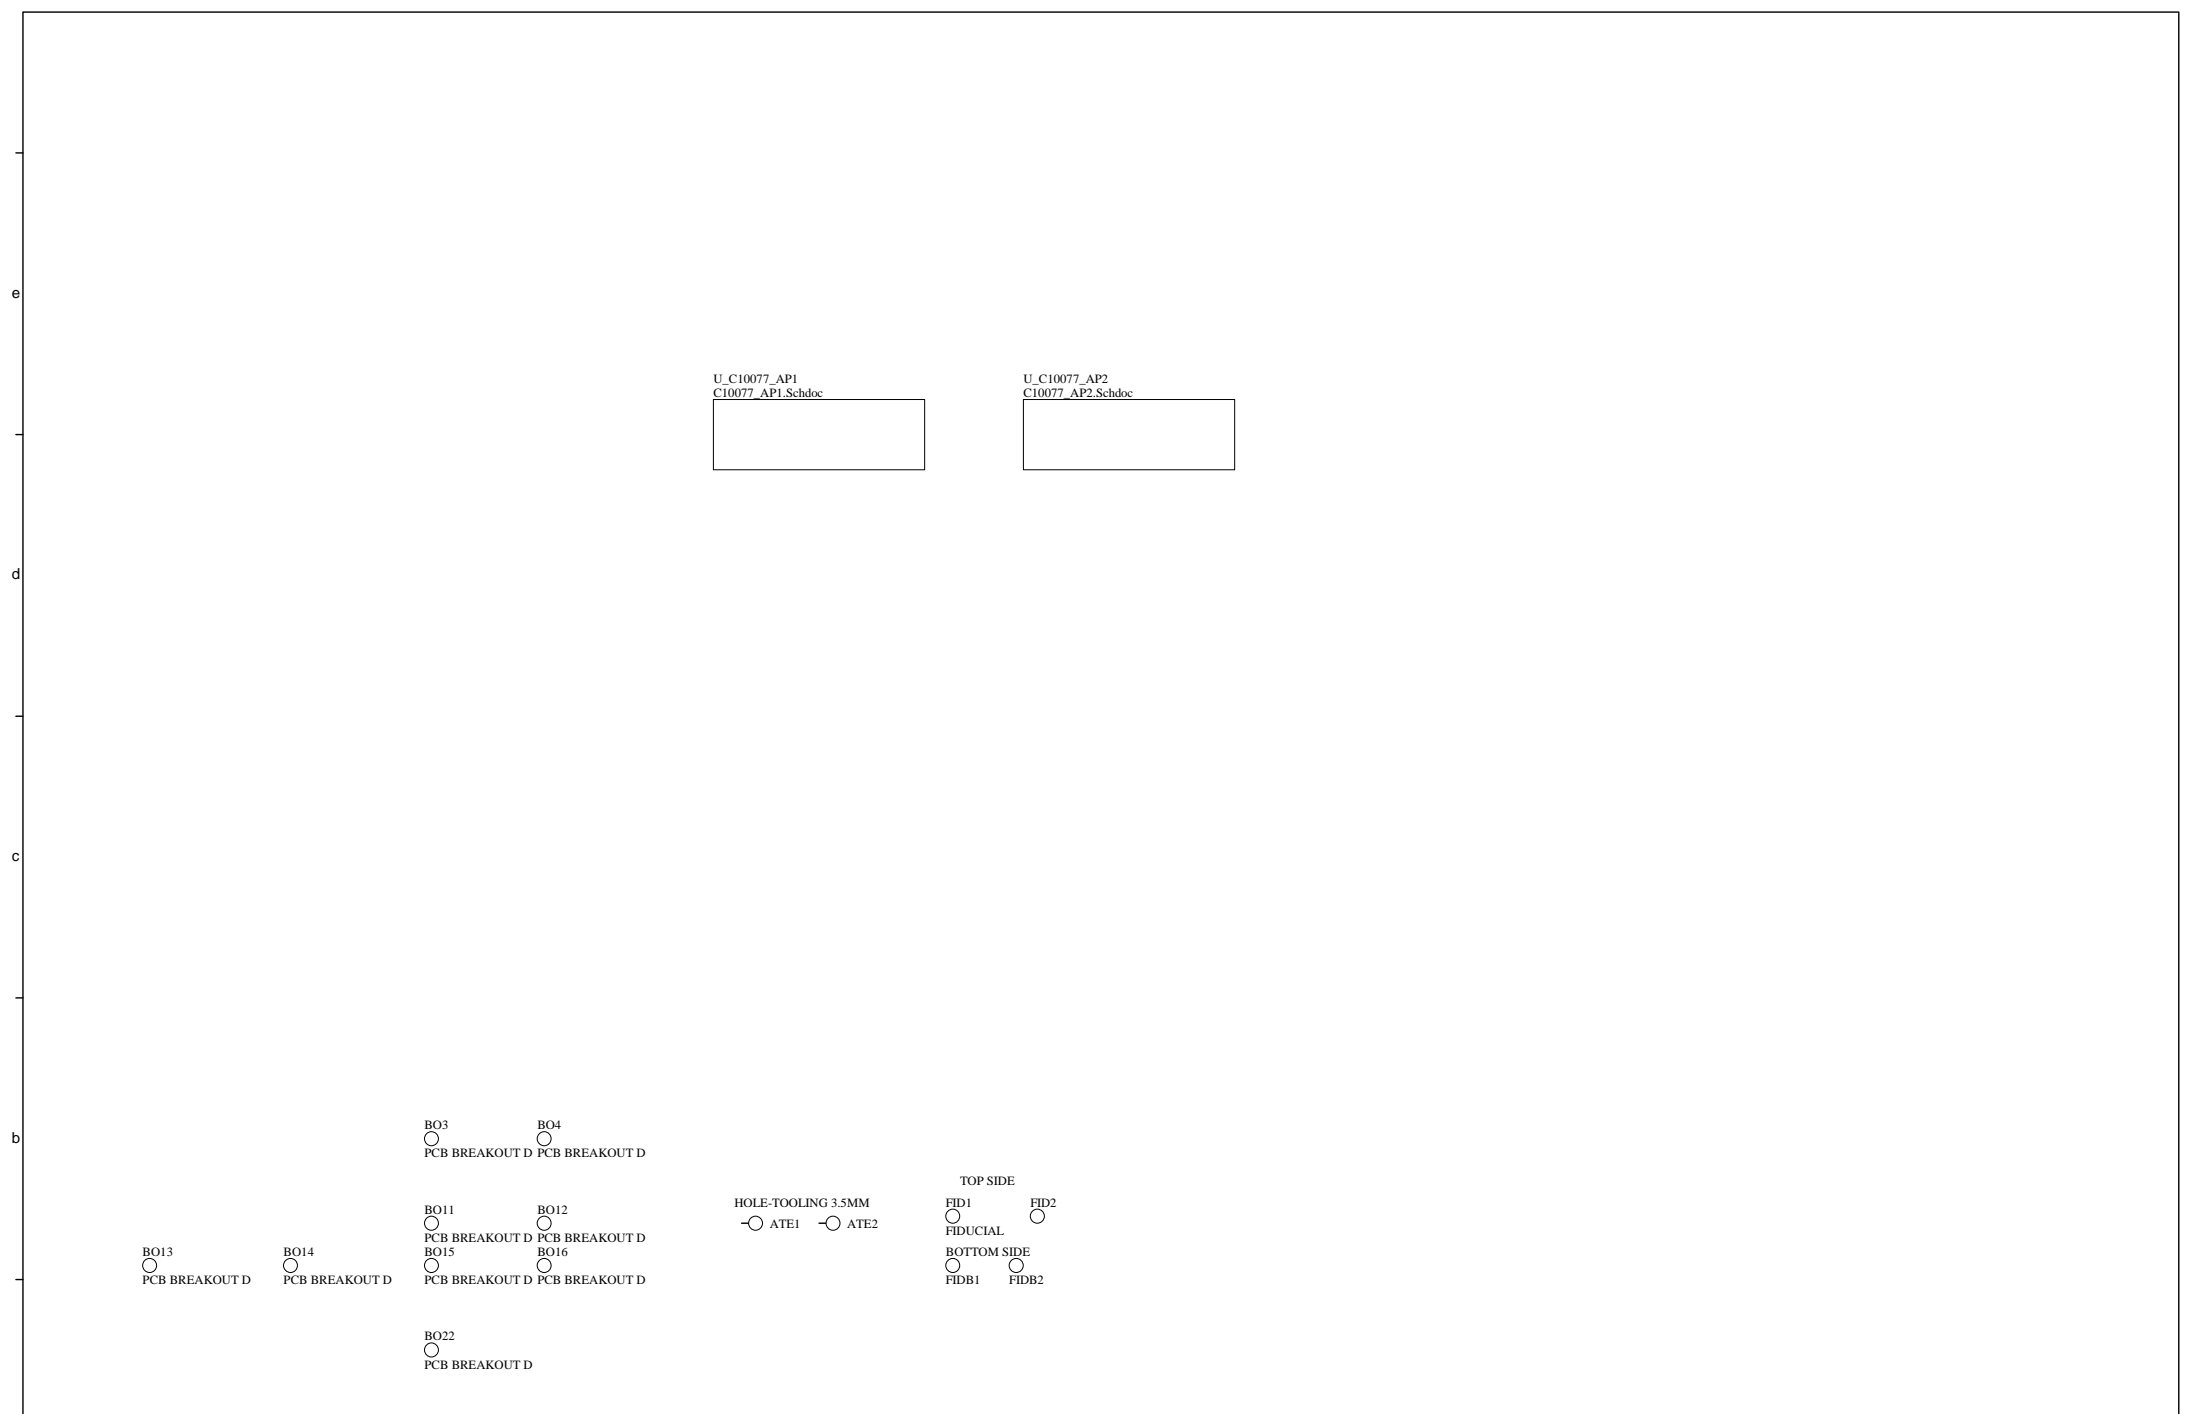 e
U_C10077_AP1
C10077_AP1.Schdoc
U_C10077_AP2
C10077_AP2.Schdoc
d
c
b
BO3
PCB BREAKOUT D
BO4
PCB BREAKOUT D
TOP SIDE
HOLE-TOOLING 3.5MM
ATE1
ATE2
FID1
FIDUCIAL
FID2
BO11
PCB BREAKOUT D
BO12
PCB BREAKOUT D
BO13
PCB BREAKOUT D
BO14
PCB BREAKOUT D
BO15
PCB BREAKOUT D
BO16
PCB BREAKOUT D
BOTTOM SIDE
FIDB1
FIDB2
BO22
PCB BREAKOUT D